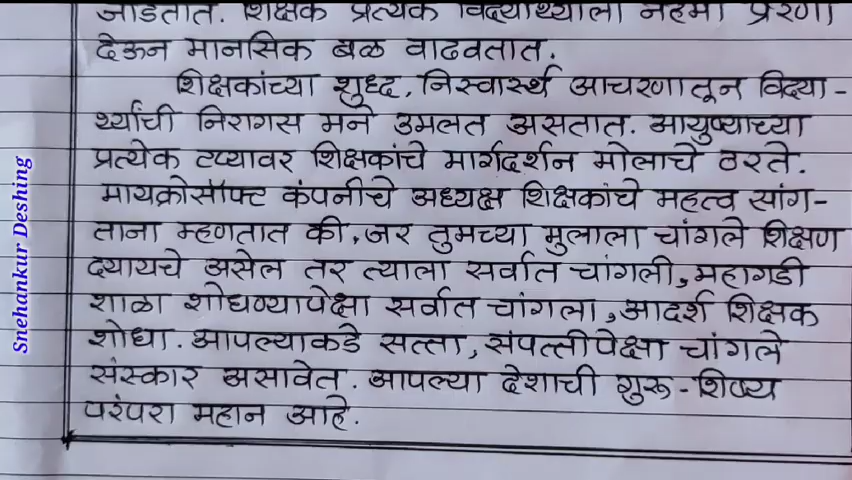 जोडतात. शिक्षक प्रत्येक विद्यार्थ्याला नेहमी प्रेरणा
देऊन मानसिक बळ वाढवतात.
शिक्षकांच्या शुध्द, निस्वार्थ आचरणातून विद्या-
र्थ्यांची निरागस मने उमलत असतात. आयुष्याच्या
प्रत्येक टप्यावर शिक्षकांचे मार्गदर्शन मोलाचे ठरते.
मायक्रोसॉफ्ट कंपनीचे अध्यक्ष शिक्षकांचे महत्व सांग-
ताना म्हणतात की, जर तुमच्या मुलाला चांगले शिक्षण
द्यायचे असेल तर त्याला सर्वात चांगली, महागडी
शाळा शोधण्यापेक्षा सर्वात चांगला, आदर्श शिक्षक
शोधा. आपल्याकडे सत्ता, संपत्तीपेक्षा चांगले
संस्कार असावेत. आपल्या देशाची गुरू-शिष्य
परंपरा महान आहे.
Snehankur Deshing